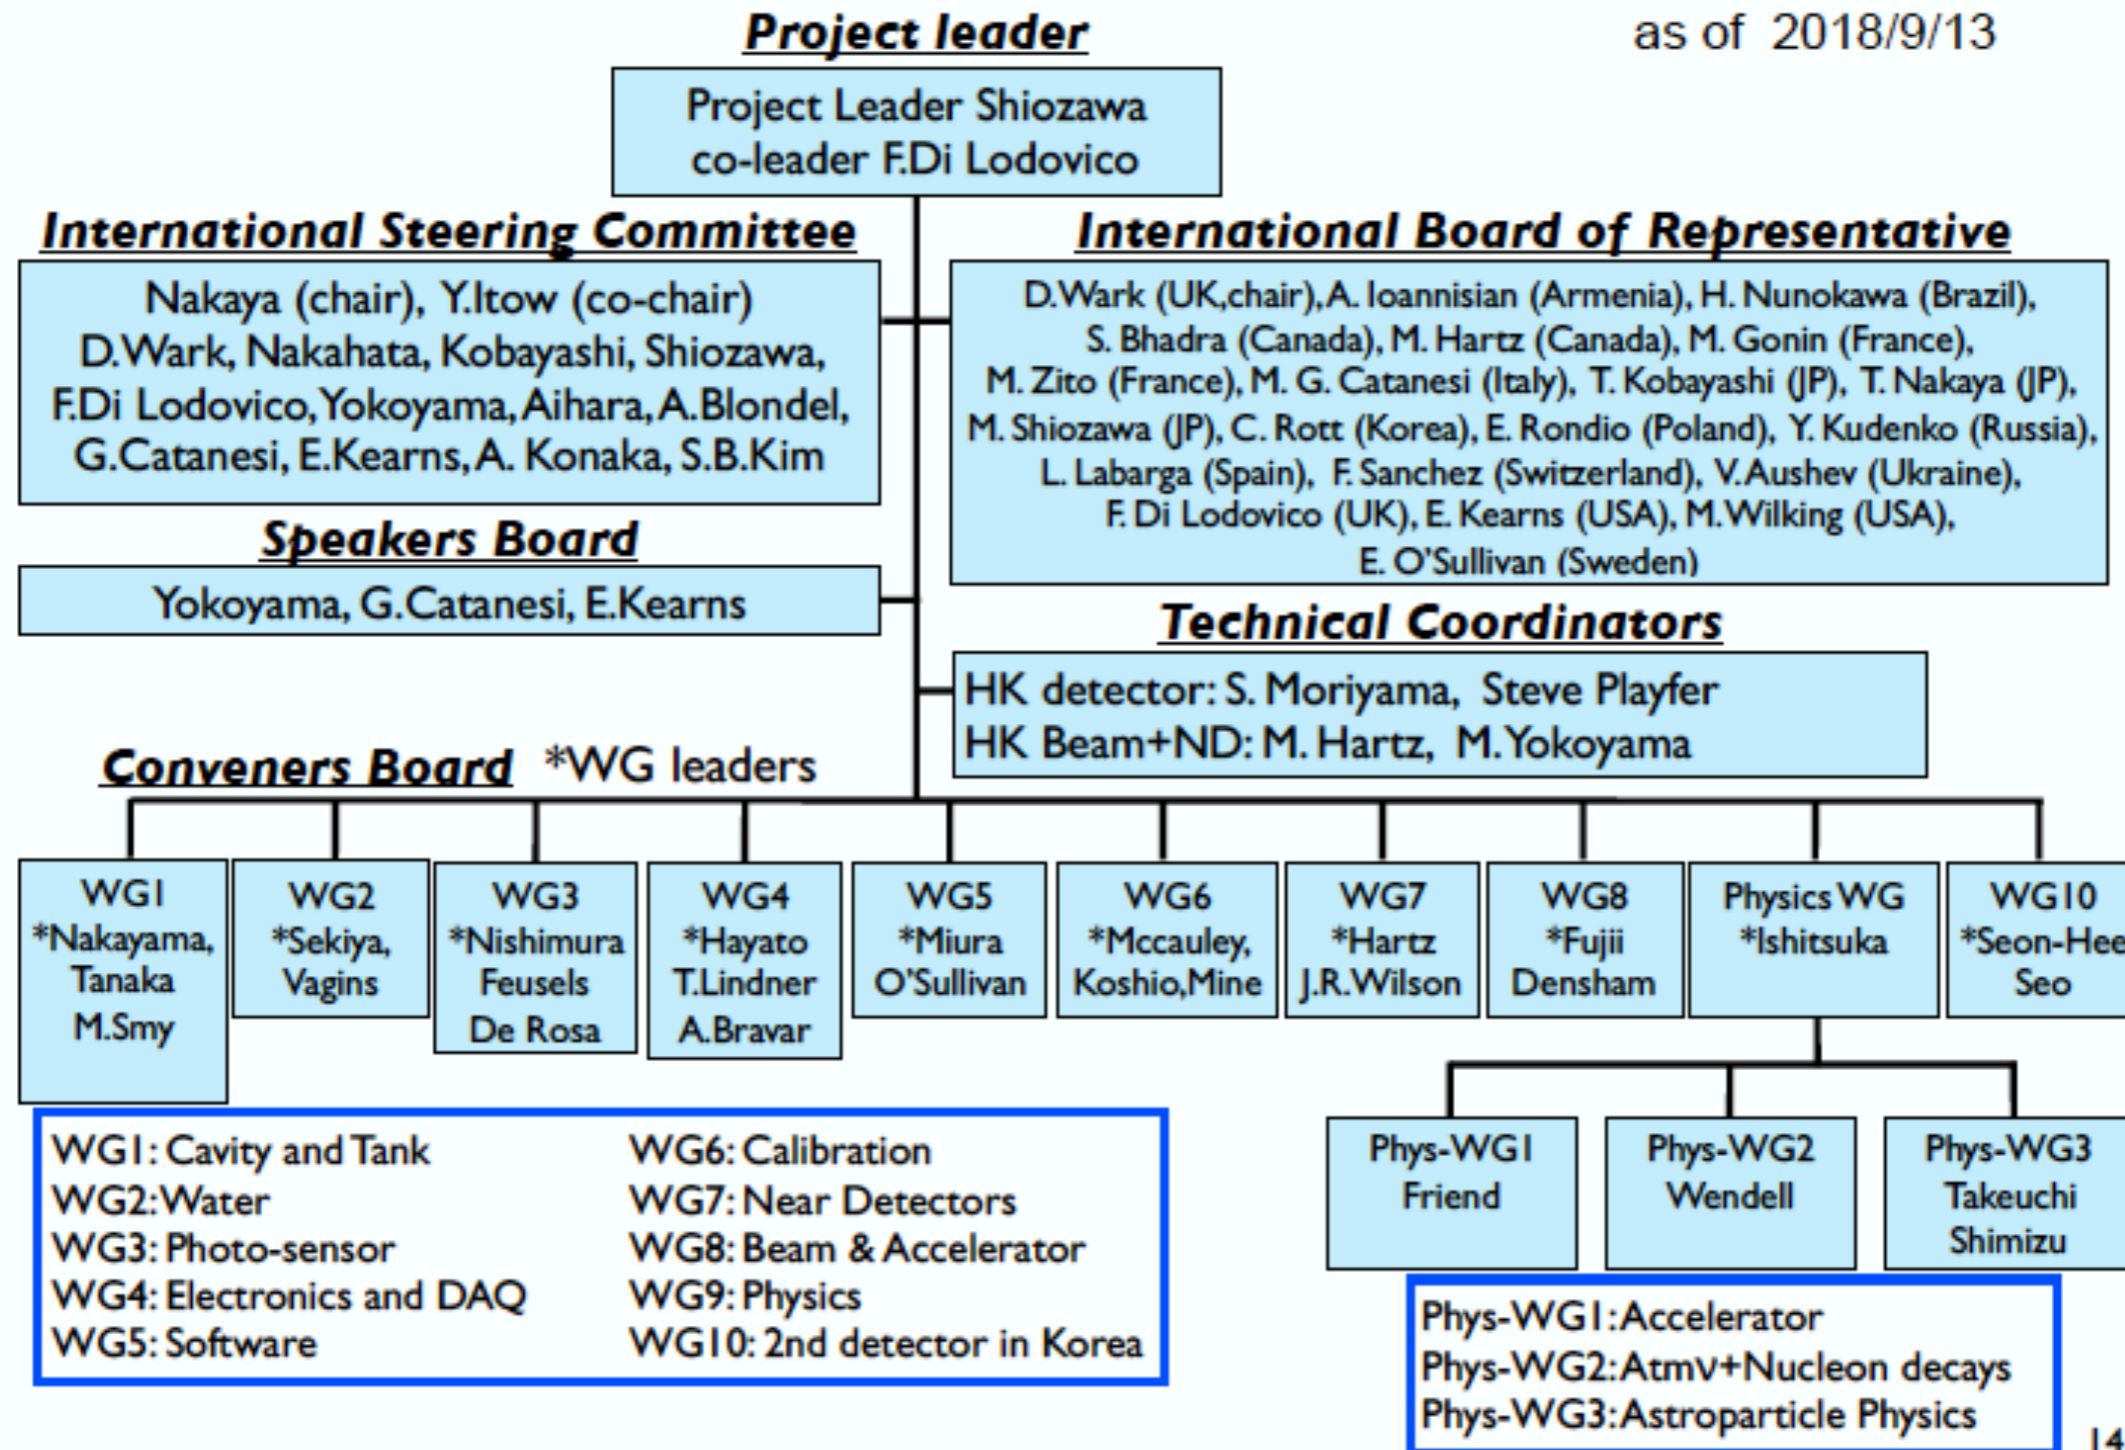 Project leader
as of 2018/9/13
Project Leader Shiozawa
co-leader F.Di Lodovico
International Steering Committee
Nakaya (chair), Y.Itow (co-chair)
D.Wark, Nakahata, Kobayashi, Shiozawa,
F.Di Lodovico, Yokoyama, Aihara, A.Blondel,
G.Catanesi, E.Kearns, A. Konaka, S.B.Kim
International Board of Representative
D.Wark (UK,chair), A. Ioannisian (Armenia), H. Nunokawa (Brazil),
S. Bhadra (Canada), M. Hartz (Canada), M. Gonin (France),
M. Zito (France), M. G. Catanesi (Italy), T. Kobayashi (JP), T. Nakaya (JP),
M. Shiozawa (JP), C. Rott (Korea), E. Rondio (Poland), Y. Kudenko (Russia),
L. Labarga (Spain), F. Sanchez (Switzerland), V. Aushev (Ukraine),
F. Di Lodovico (UK), E. Kearns (USA), M. Wilking (USA),
E. O'Sullivan (Sweden)
Speakers Board
Yokoyama, G.Catanesi, E.Kearns
Technical Coordinators
HK detector: S. Moriyama, Steve Playfer
HK Beam+ND: M. Hartz, M. Yokoyama
Conveners Board *WG leaders
WG1
*Nakayama,
Tanaka
M.Smy
WG2
*Sekiya,
Vagins
WG3
*Nishimura
Feusels
De Rosa
WG4
*Hayato
T.Lindner
A.Bravar
WG5
*Miura
O'Sullivan
WG6
*Mccauley,
Koshio,Mine
WG7
*Hartz
J.R.Wilson
WG8
*Fujii
Densham
Physics WG
*Ishitsuka
WG10
*Seon-Hee
Seo
Phys-WG1
Friend
Phys-WG2
Wendell
Phys-WG3
Takeuchi
Shimizu
WG1: Cavity and Tank
WG2: Water
WG3: Photo-sensor
WG4: Electronics and DAQ
WG5: Software
WG6: Calibration
WG7: Near Detectors
WG8: Beam & Accelerator
WG9: Physics
WG10: 2nd detector in Korea
Phys-WG1: Accelerator
Phys-WG2: Atmν+Nucleon decays
Phys-WG3: Astroparticle Physics
14